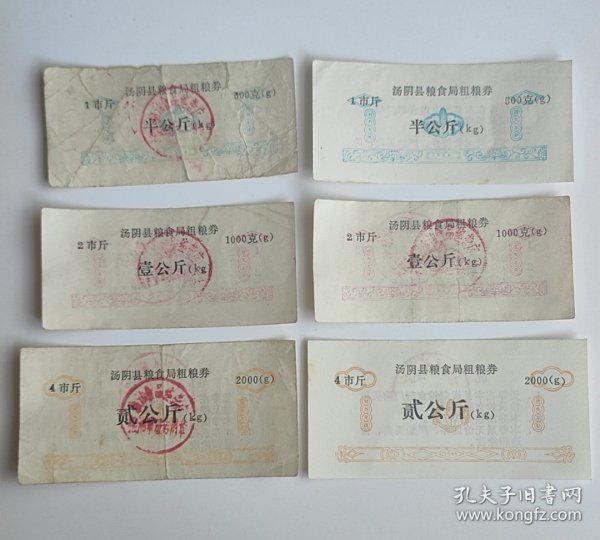 汤阴县粮食局粗粮券
1市斤
500克(g)
半公斤(kg)
汤阴县粮食局粗粮券
1市斤
500克(g)
半公斤(kg)
汤阴县粮食局粗粮券
2市斤
1000克(g)
壹公斤(kg
汤阴县粮食局粗粮券
2市斤
1000克(g)
壹公斤(kg)
汤阴县粮食局粗粮券
4市斤
2000(g)
贰公斤(kg)
汤阴县粮食局粗粮券
4市斤
2000(g)
贰公斤(kg)
孔夫子旧书网
www.kongfz.com